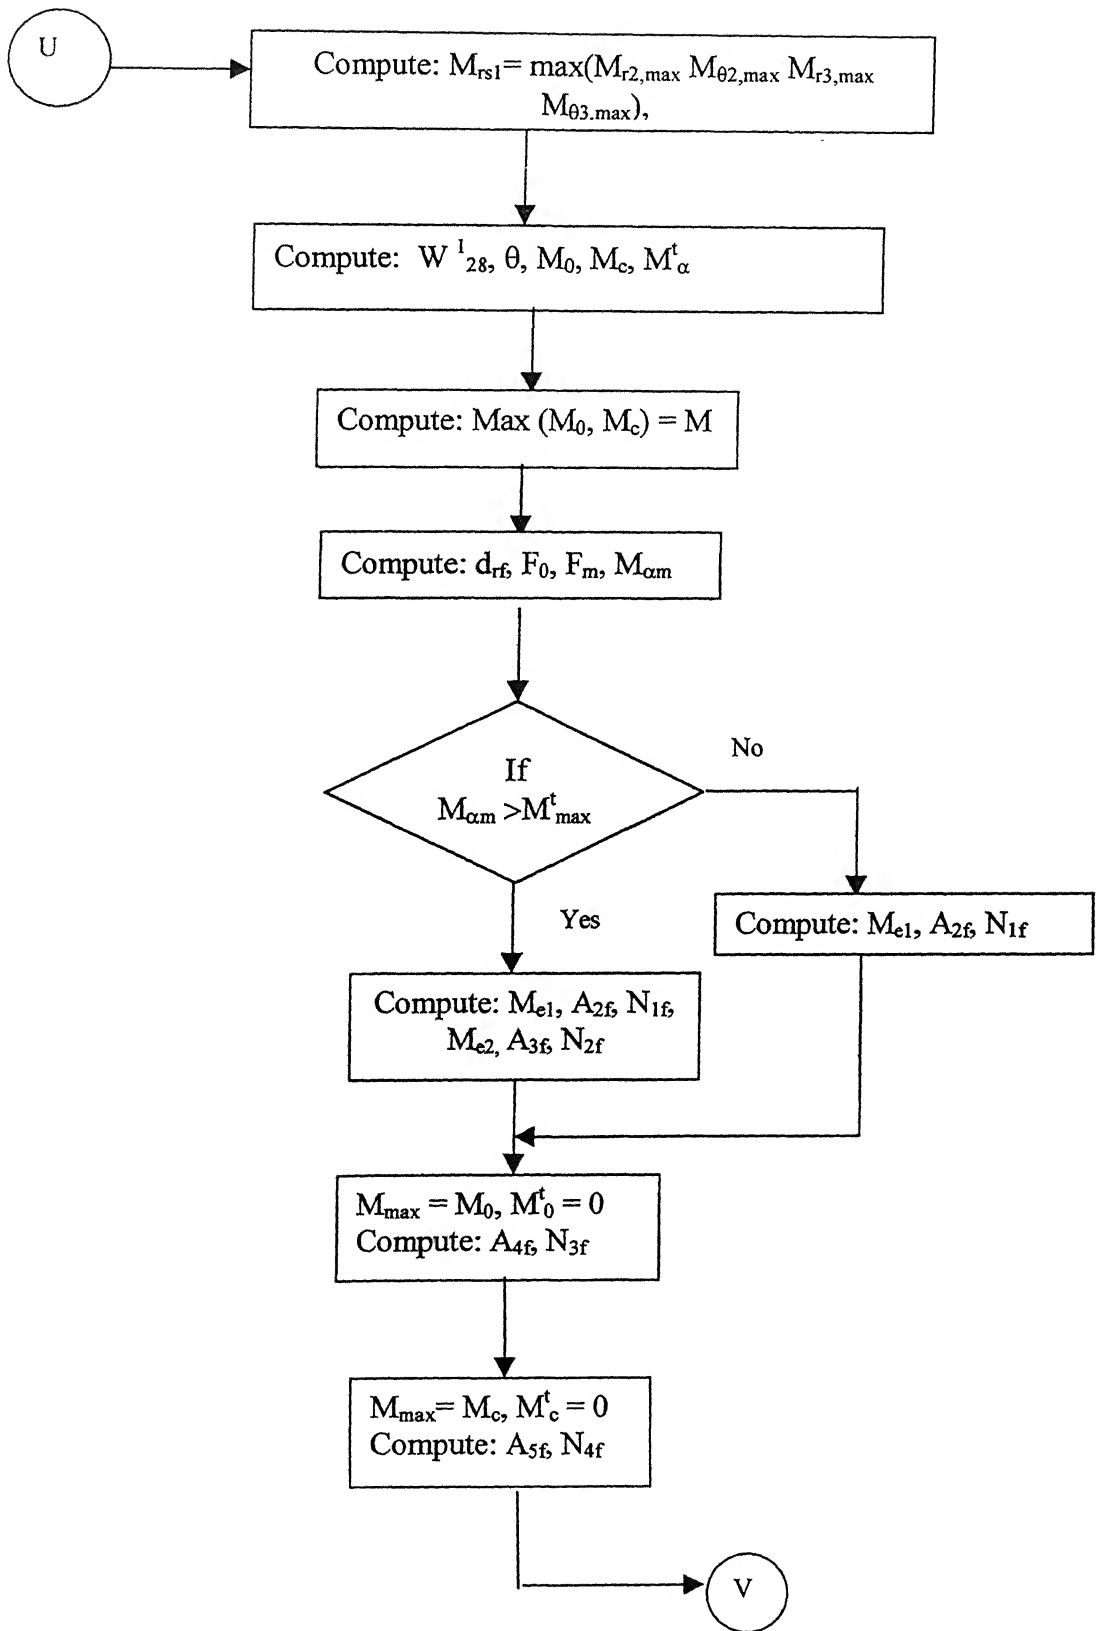 U
Compute: Mrs1= max(Mr2,max Mθ2,max Mr3,max
Mθ3.max),
Compute: W ¹28, θ, M0, Mc, Mᵗα
Compute: Max (M0, Mc) = M
Compute: drf, F0, Fm, Mαm
If
Mαm >Mᵗmax
No
Yes
Compute: Me1, A2f, N1f
Compute: Me1, A2f, N1f,
Me2, A3f, N2f
Mmax = M0, Mᵗ0 = 0
Compute: A4f, N3f
Mmax= Mc, Mᵗc = 0
Compute: A5f, N4f
V